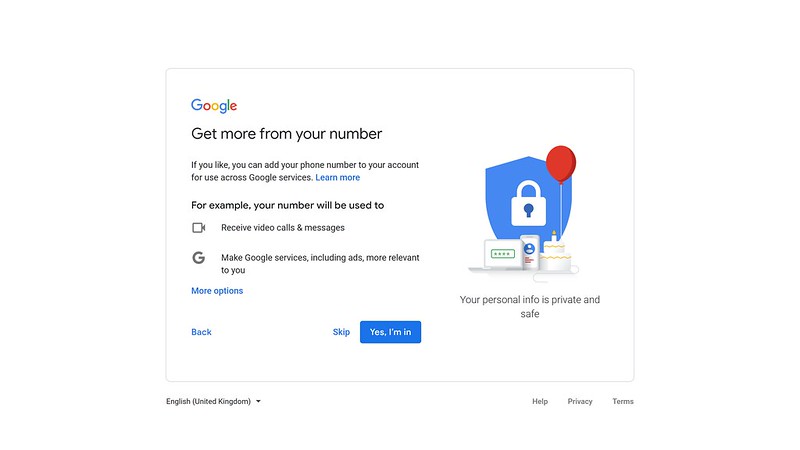 Google
Get more from your number
If you like, you can add your phone number to your account
for use across Google services. Learn more
For example, your number will be used to
Receive video calls & messages
G
Make Google services, including ads, more relevant
to you
More options
Back
Skip
Yes, I'm in
****
Your personal info is private and
safe
English (United Kingdom)
Help
Privacy
Terms